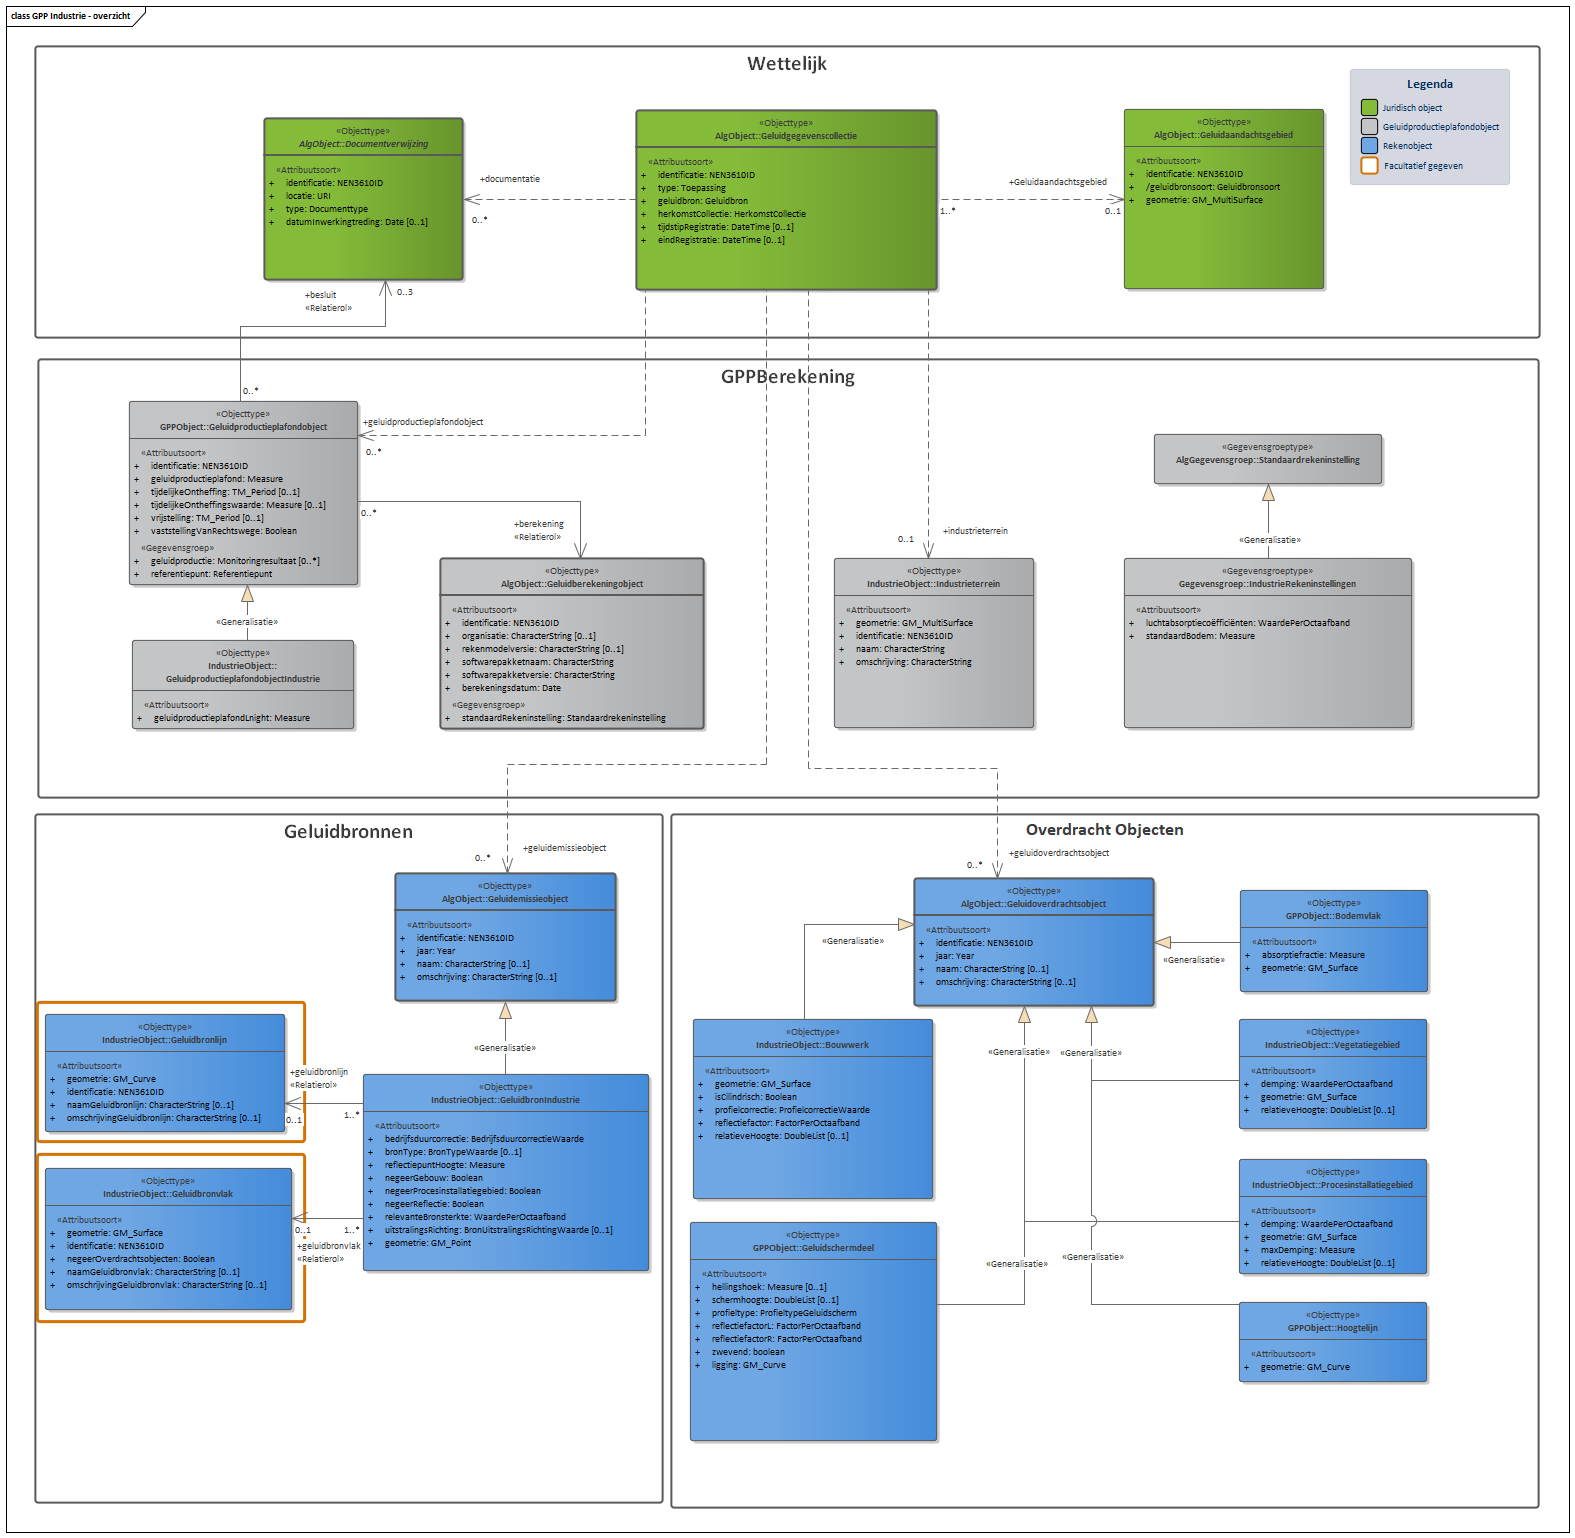 class GPP Industrie - overzicht
Wettelijk
Legenda
Juridisch object
Geluidproductieplafondobject
Rekenobject
Facultatief gegeven
«Objecttype»
AlgObject::Documentverwijzing
«Attribuutsoort»
+ identificatie: NEN3610ID
+ locatie: URI
+ type: Documenttype
+ datumInwerkingtreding: Date [0..1]
+documentatie
0..*
«Objecttype»
AlgObject::Geluidgegevenscollectie
«Attribuutsoort»
+ identificatie: NEN3610ID
+ type: Toepassing
+ geluidbron: Geluidbron
+ herkomstCollectie: HerkomstCollectie
+ tijdstipRegistratie: DateTime [0..1]
+ eindRegistratie: DateTime [0..1]
+Geluidaandachtsgebied
1..*
0..1
«Objecttype»
AlgObject::Geluidaandachtsgebied
«Attribuutsoort»
+ identificatie: NEN3610ID
+ /geluidbronsoort: Geluidbronsoort
+ geometrie: GM_MultiSurface
+besluit
«Relatierol»
0..3
0..*
GPPBerekening
«Objecttype»
GPPObject::Geluidproductieplafondobject
«Attribuutsoort»
+ identificatie: NEN3610ID
+ geluidproductieplafond: Measure
+ tijdelijkeOntheffing: TM_Period [0..1]
+ tijdelijkeOntheffingswaarde: Measure [0..1]
+ vrijstelling: TM_Period [0..1]
+ vaststellingVanRechtswege: Boolean
«Gegevensgroep»
+ geluidproductie: Monitoringresultaat [0..*]
+ referentiepunt: Referentiepunt
+geluidproductieplafondobject
0..*
0..*
+berekening
«Relatierol»
«Generalisatie»
«Objecttype»
IndustrieObject::
GeluidproductieplafondobjectIndustrie
«Attribuutsoort»
+ geluidproductieplafondLnight: Measure
«Objecttype»
AlgObject::Geluidberekeningobject
«Attribuutsoort»
+ identificatie: NEN3610ID
+ organisatie: CharacterString [0..1]
+ rekenmodelversie: CharacterString [0..1]
+ softwarepakketnaam: CharacterString
+ softwarepakketversie: CharacterString
+ berekeningsdatum: Date
«Gegevensgroep»
+ standaardRekeninstelling: Standaardrekeninstelling
+industrieterrein
0..1
«Objecttype»
IndustrieObject::Industrieterrein
«Attribuutsoort»
+ geometrie: GM_MultiSurface
+ identificatie: NEN3610ID
+ naam: CharacterString
+ omschrijving: CharacterString
«Gegevensgroeptype»
AlgGegevensgroep::Standaardrekeninstelling
«Generalisatie»
«Gegevensgroeptype»
Gegevensgroep::IndustrieRekeninstellingen
«Attribuutsoort»
+ luchtabsorptiecoëfficiënten: WaardePerOctaafband
+ standaardBodem: Measure
Geluidbronnen
+geluidemissieobject
0..*
«Objecttype»
AlgObject::Geluidemissieobject
«Attribuutsoort»
+ identificatie: NEN3610ID
+ jaar: Year
+ naam: CharacterString [0..1]
+ omschrijving: CharacterString [0..1]
«Generalisatie»
«Objecttype»
IndustrieObject::Geluidbronlijn
«Attribuutsoort»
+ geometrie: GM_Curve
+ identificatie: NEN3610ID
+ naamGeluidbronlijn: CharacterString [0..1]
+ omschrijvingGeluidbronlijn: CharacterString [0..1]
+geluidbronlijn
«Relatierol»
0..1
1..*
«Objecttype»
IndustrieObject::GeluidbronIndustrie
«Attribuutsoort»
+ bedrijfsduurcorrectie: BedrijfsduurcorrectieWaarde
+ bronType: BronTypeWaarde [0..1]
+ reflectiepuntHoogte: Measure
+ negeerGebouw: Boolean
+ negeerProcesinstallatiegebied: Boolean
+ negeerReflectie: Boolean
+ relevanteBronsterkte: WaardePerOctaafband
+ uitstralingsRichting: BronUitstralingsRichtingWaarde [0..1]
+ geometrie: GM_Point
«Objecttype»
IndustrieObject::Geluidbronvlak
«Attribuutsoort»
+ geometrie: GM_Surface
+ identificatie: NEN3610ID
+ negeerOverdrachtsobjecten: Boolean
+ naamGeluidbronvlak: CharacterString [0..1]
+ omschrijvingGeluidbronvlak: CharacterString [0..1]
0..1
1..*
+geluidbronvlak
«Relatierol»
Overdracht Objecten
+geluidoverdrachtsobject
0..*
«Objecttype»
AlgObject::Geluidoverdrachtsobject
«Attribuutsoort»
+ identificatie: NEN3610ID
+ jaar: Year
+ naam: CharacterString [0..1]
+ omschrijving: CharacterString [0..1]
«Generalisatie»
«Generalisatie»
«Objecttype»
GPPObject::Bodemvlak
«Attribuutsoort»
+ absorptiefractie: Measure
+ geometrie: GM_Surface
«Objecttype»
IndustrieObject::Bouwwerk
«Attribuutsoort»
+ geometrie: GM_Surface
+ isCilindrisch: Boolean
+ profielcorrectie: ProfielcorrectieWaarde
+ reflectiefactor: FactorPerOctaafband
+ relatieveHoogte: DoubleList [0..1]
«Generalisatie»
«Generalisatie»
«Objecttype»
IndustrieObject::Vegetatiegebied
«Attribuutsoort»
+ demping: WaardePerOctaafband
+ geometrie: GM_Surface
+ relatieveHoogte: DoubleList [0..1]
«Objecttype»
IndustrieObject::Procesinstallatiegebied
«Attribuutsoort»
+ demping: WaardePerOctaafband
+ geometrie: GM_Surface
+ maxDemping: Measure
+ relatieveHoogte: DoubleList [0..1]
«Objecttype»
GPPObject::Geluidschermdeel
«Attribuutsoort»
+ hellingshoek: Measure [0..1]
+ schermhoogte: DoubleList [0..1]
+ profieltype: ProfieltypeGeluidscherm
+ reflectiefactorL: FactorPerOctaafband
+ reflectiefactorR: FactorPerOctaafband
+ zwevend: boolean
+ ligging: GM_Curve
«Generalisatie»
«Generalisatie»
«Objecttype»
GPPObject::Hoogtelijn
«Attribuutsoort»
+ geometrie: GM_Curve